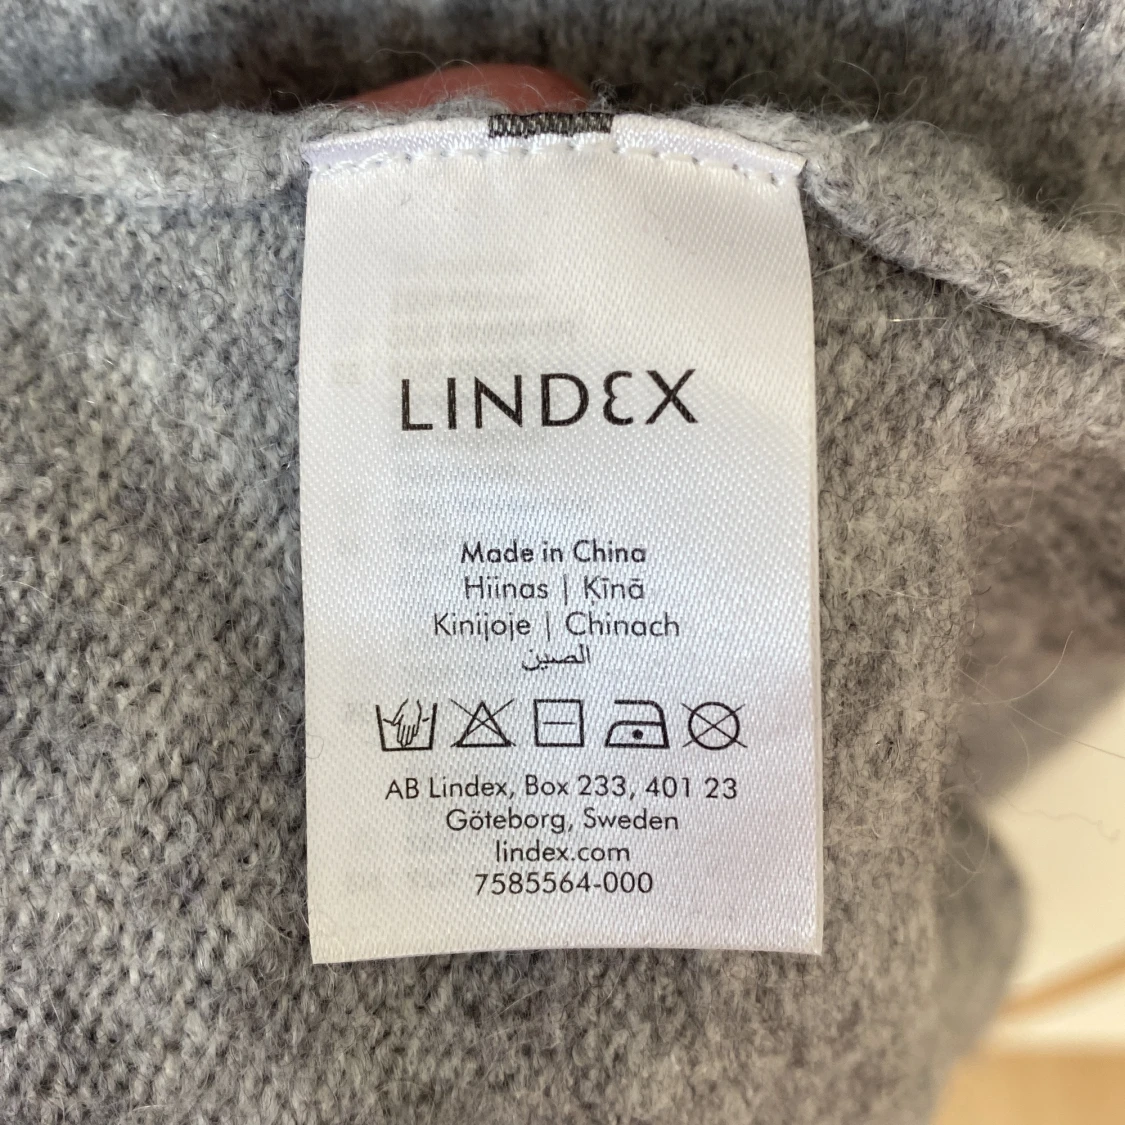 LINDEX
Made in China
Hiinas | Ķīnā
Kinijoje | Chinach
الصين
AB Lindex, Box 233, 401 23
Göteborg, Sweden
lindex.com
7585564-000